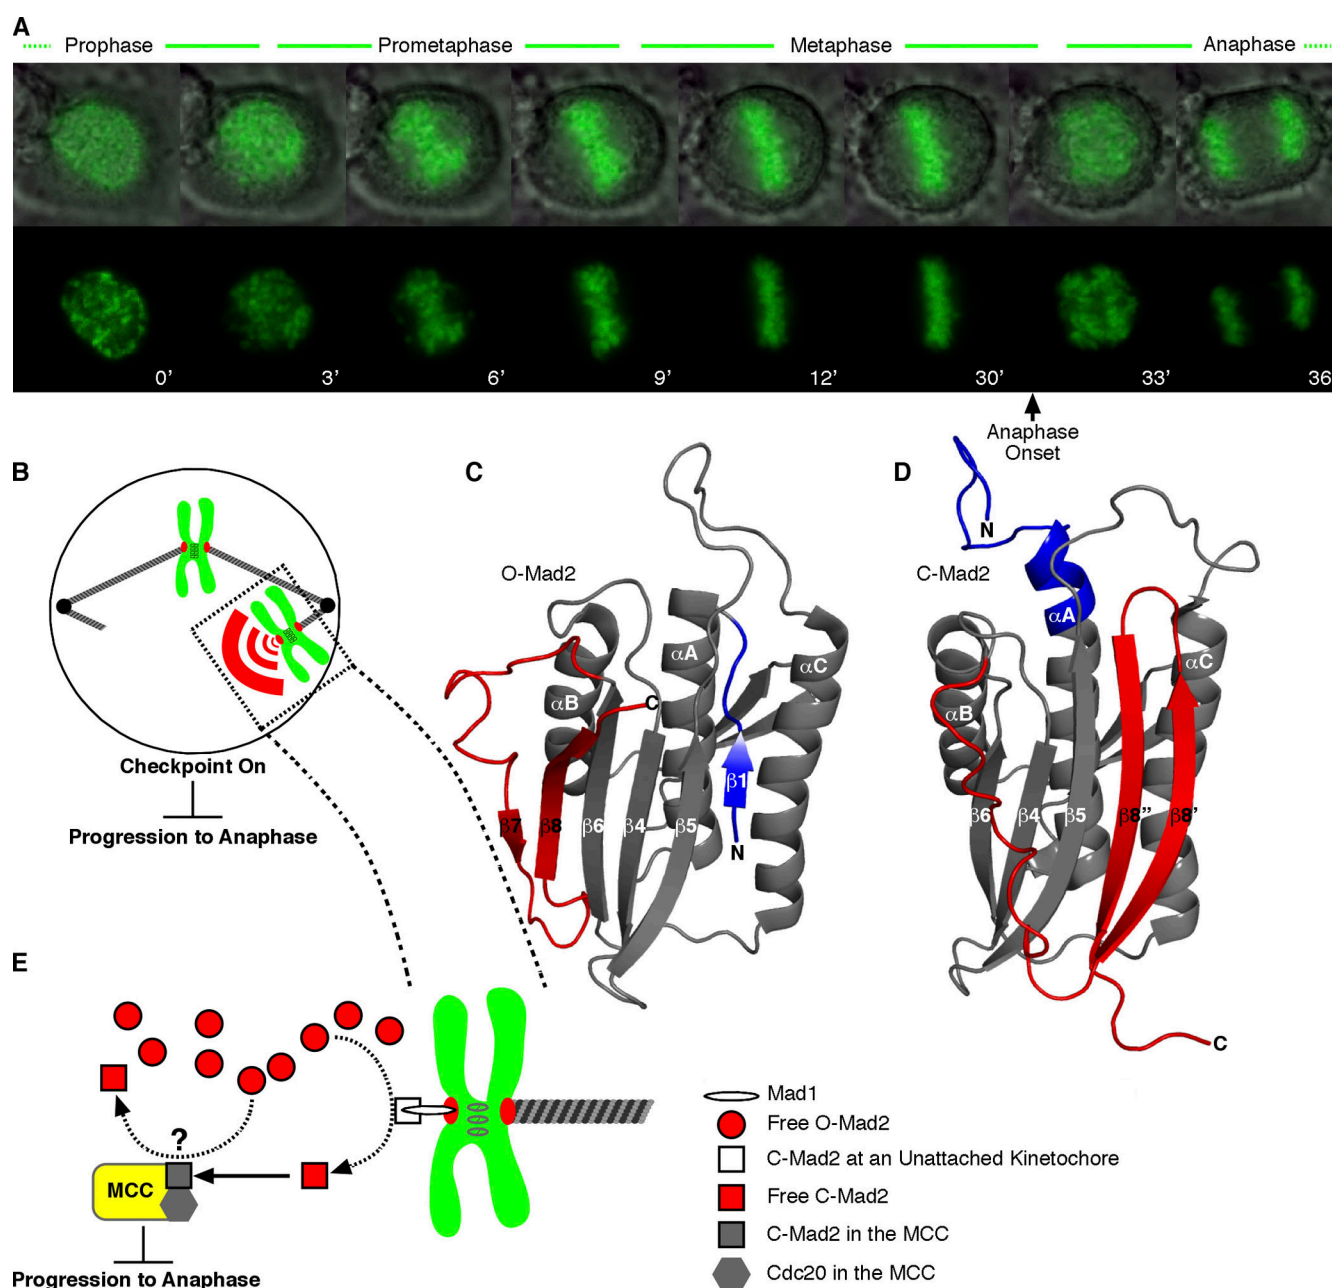 A
Prophase Prometaphase Metaphase Anaphase
0’ 3’ 6’ 9’ 12’ 30’ 33’ 36
Anaphase
Onset
B
Checkpoint On
Progression to Anaphase
C
O-Mad2
αA
αB
αC
C
β1
β7 β8 β6 β4 β5
N
D
N
C-Mad2
αA
αC
αB
β6 β4 β5 β8’’ β8’
C
E
?
MCC
Progression to Anaphase
Mad1
Free O-Mad2
C-Mad2 at an Unattached Kinetochore
Free C-Mad2
C-Mad2 in the MCC
Cdc20 in the MCC